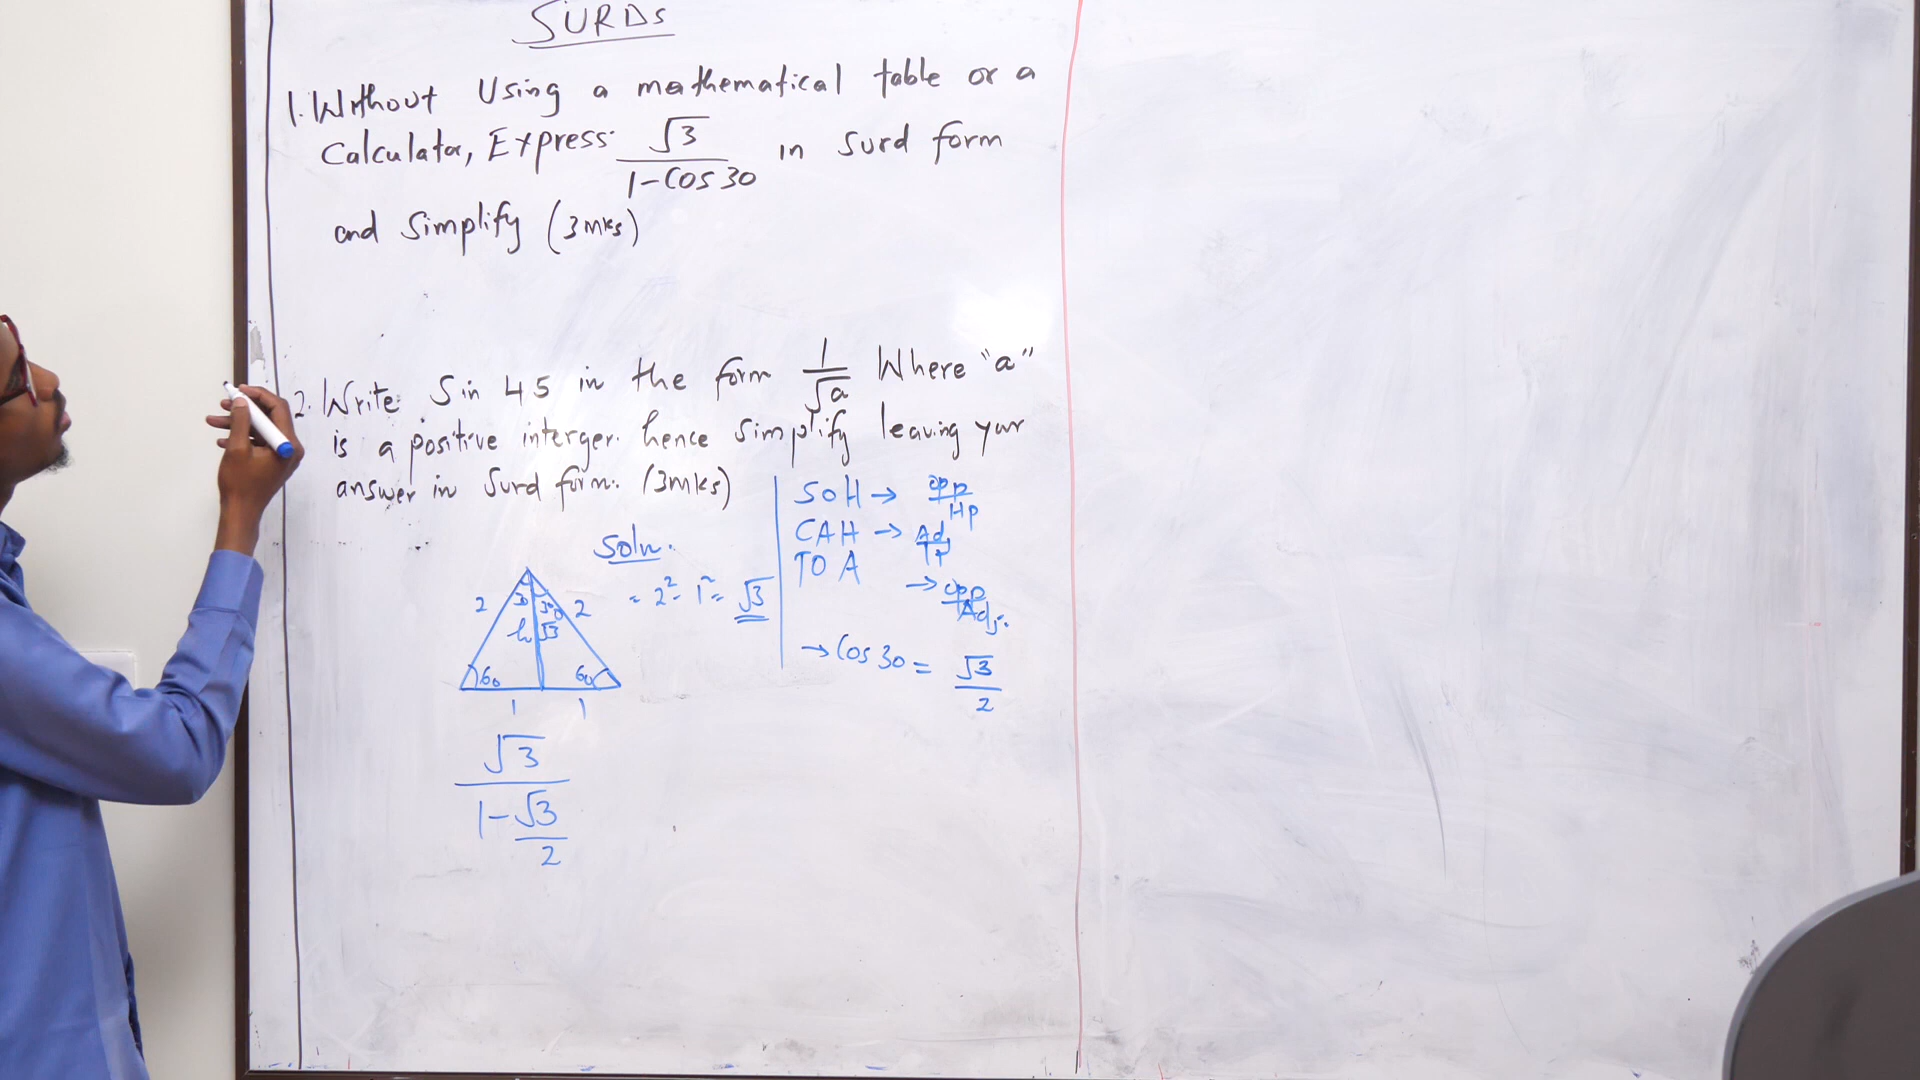 SURDs
1. Without Using a mathematical table or a
Calculator, Express √3 / 1-Cos 30 in Surd form
and Simplify (3mks)
2. Write Sin 45 in the form 1/√a Where "a"
is a positive interger. hence simplify leaving your
answer in Surd form. (3mks)
Soln.
2 30 30 2
h √3
60 60
1 1
= 2² - 1² = √3
√3
1-√3
2
SOH → opp
Hp
CAH → Adj
TOA
→ opp
Adj.
→ Cos 30 = √3
2